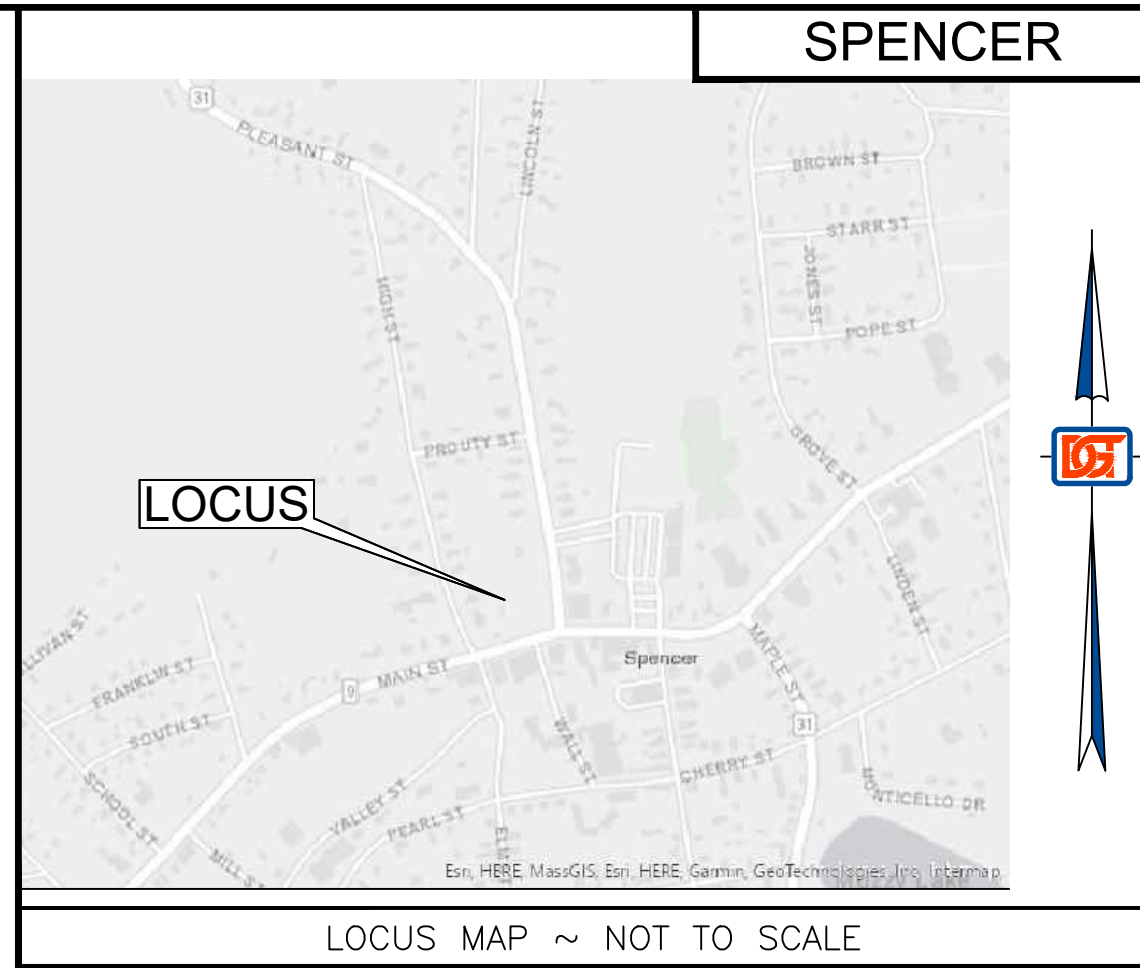 SPENCER
31
PLEASANT ST
LINCOLN ST
BROWN ST
STARR ST
JONES ST
HIGH ST
POPE ST
PROUTY ST
GROVE ST
DGT
LOCUS
LINDEN ST
MAPLE ST
Spencer
MAIN ST
9
FRANKLIN ST
SOUTH ST
WALL ST
31
CHERRY ST
SCHOOL ST
VALLEY ST
PEARL ST
MONTICELLO DR
MILL ST
Esri, HERE, MassGIS, Esri, HERE, Garmin, GeoTechnologies, Inc, Intermap
LOCUS MAP ~ NOT TO SCALE